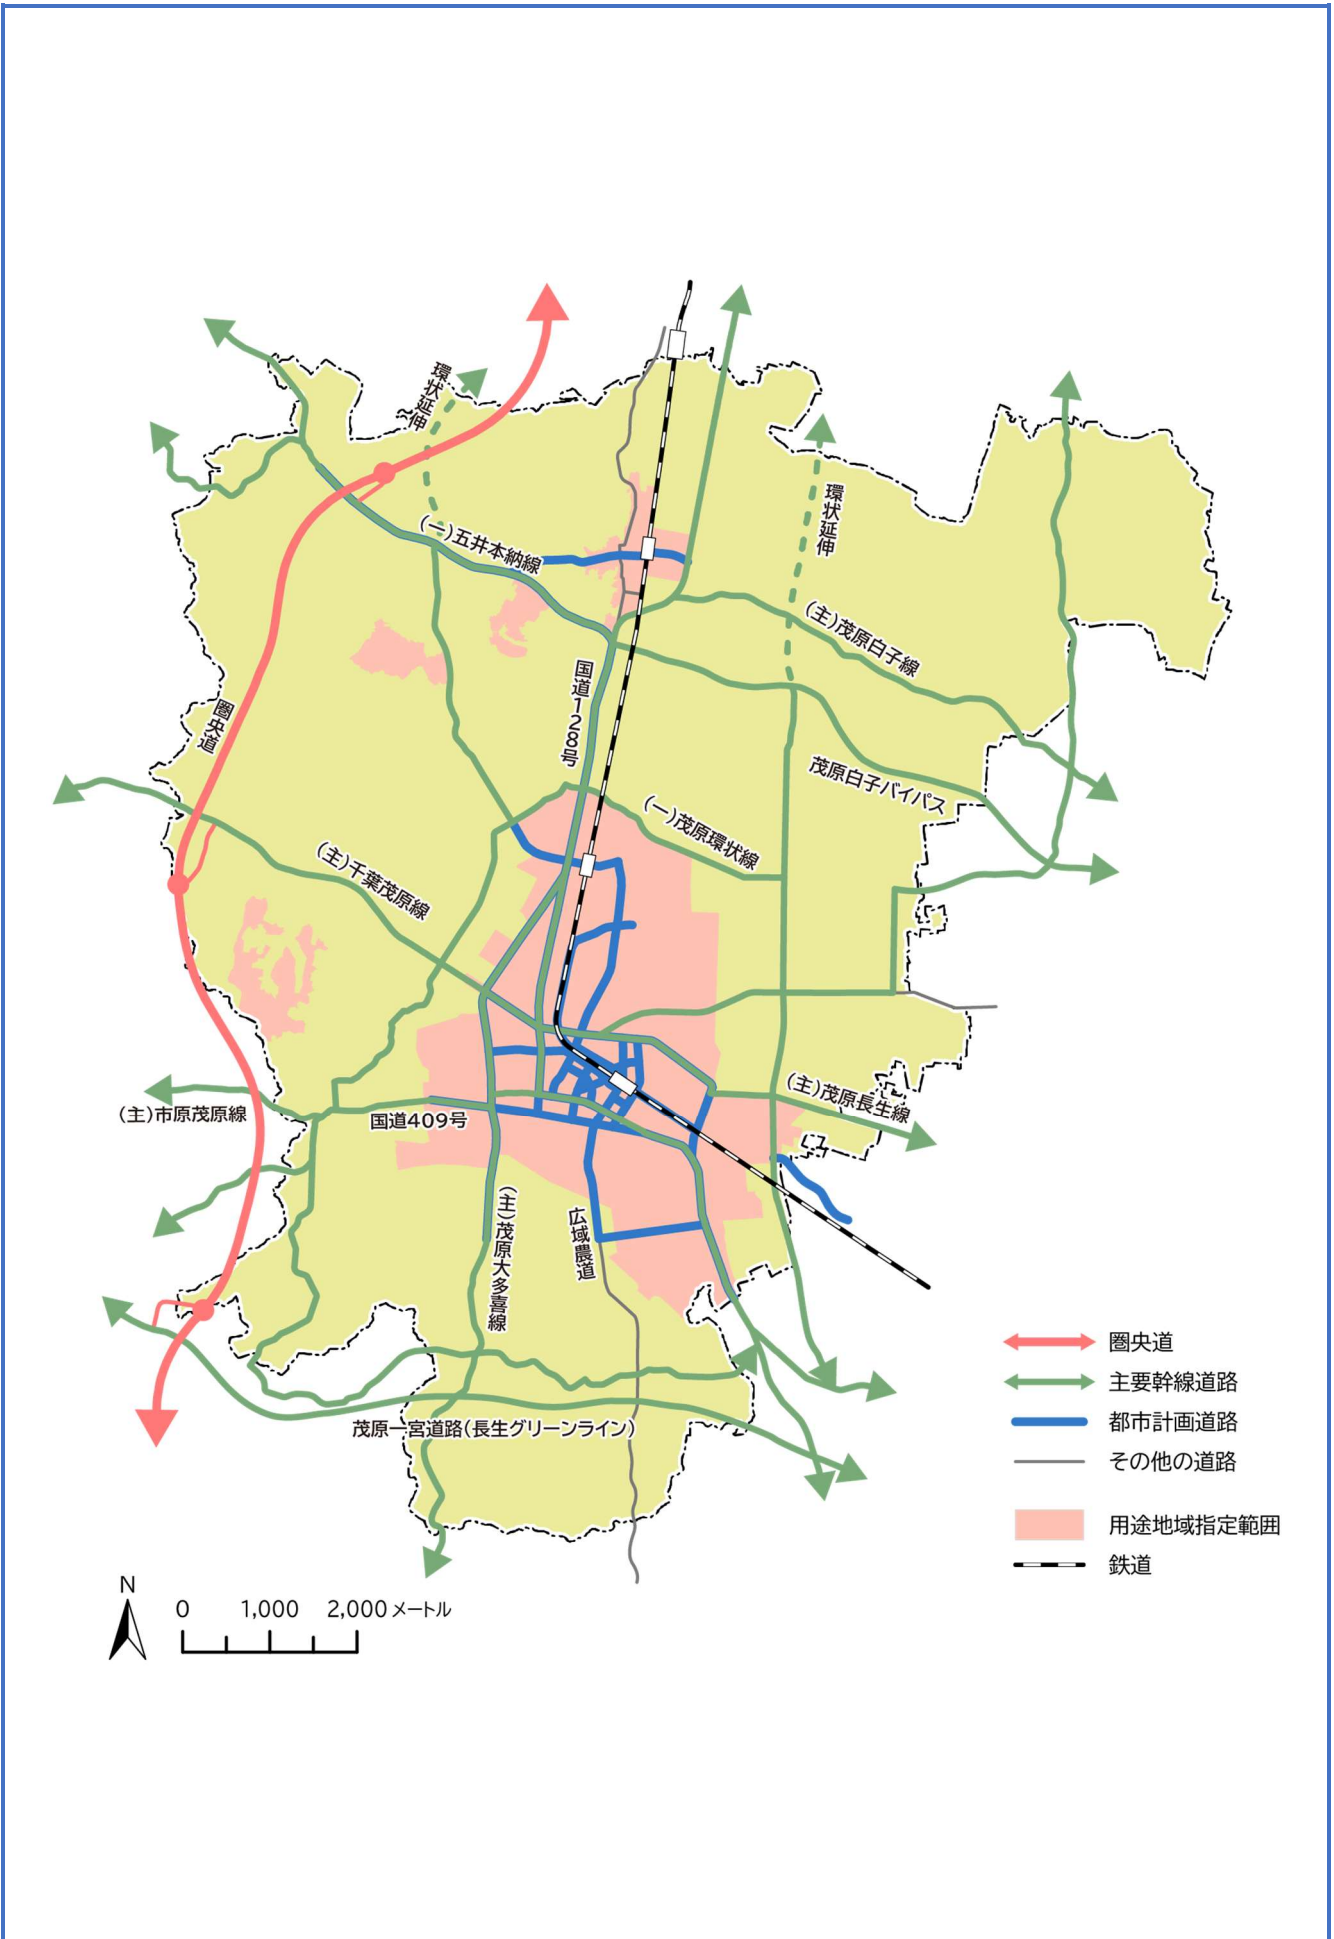 環状延伸
環状延伸
(一)五井本納線
(主)茂原白子線
国道128号
圏央道
茂原白子バイパス
(一)茂原環状線
(主)千葉茂原線
(主)茂原長生線
(主)市原茂原線
国道409号
(主)茂原大多喜線
広域農道
茂原一宮道路(長生グリーンライン)
圏央道
主要幹線道路
都市計画道路
その他の道路
用途地域指定範囲
鉄道
N
0 1,000 2,000メートル